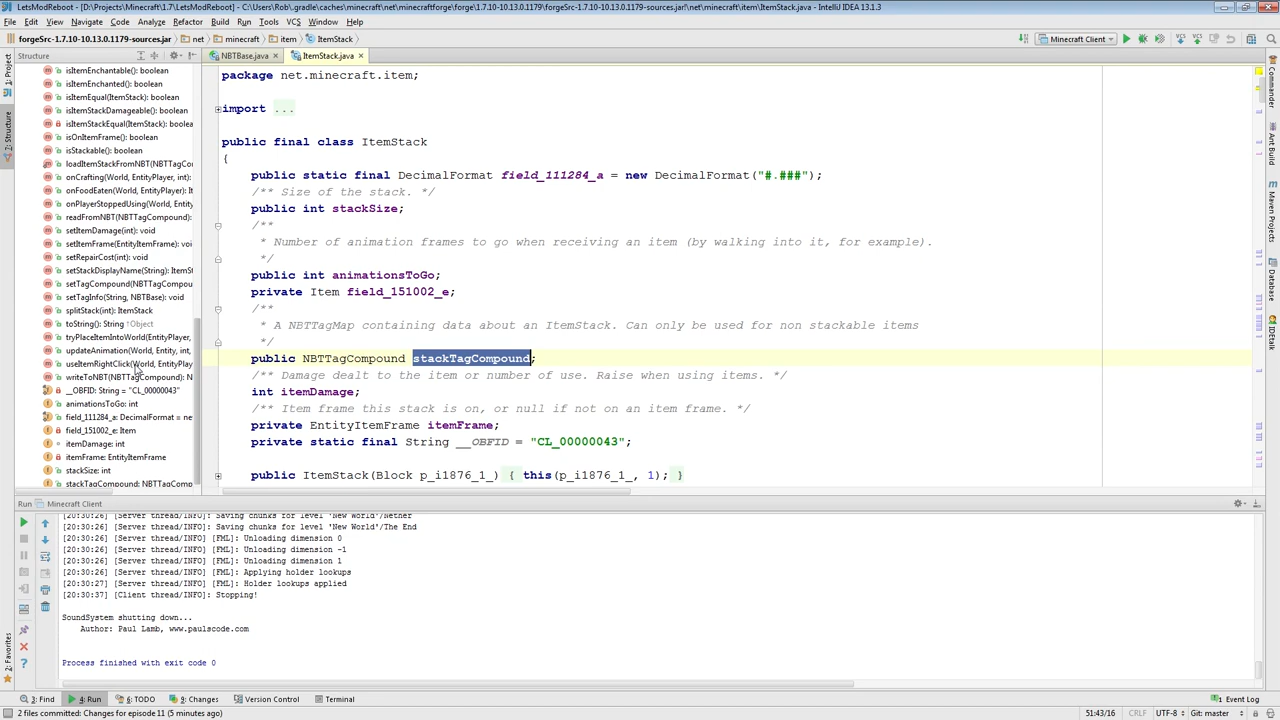 LetsModReboot - [D:\Projects\Minecraft\1.7\LetsModReboot] - C:\Users\Rob\.gradle\caches\minecraft\net\minecraftforge\forge\1.7.10-10.13.0.1179\forgeSrc-1.7.10-10.13.0.1179-sources.jar!\net\minecraft\item\ItemStack.java - IntelliJ IDEA 13.1.3
File Edit View Navigate Code Analyze Refactor Build Run Tools VCS Window Help
forgeSrc-1.7.10-10.13.0.1179-sources.jar net minecraft item ItemStack Minecraft Client
Structure
NBTBase.java ItemStack.java
1: Project
7: Structure
2: Favorites
isItemEnchantable(): boolean
isItemEnchanted(): boolean
isItemEqual(ItemStack): boolean
isItemStackDamageable(): boolean
isItemStackEqual(ItemStack): boolea
isOnItemFrame(): boolean
isStackable(): boolean
loadItemStackFromNBT(NBTTagCo
onCrafting(World, EntityPlayer, int):
onFoodEaten(World, EntityPlayer):
onPlayerStoppedUsing(World, Entity
readFromNBT(NBTTagCompound):
setItemDamage(int): void
setItemFrame(EntityItemFrame): voi
setRepairCost(int): void
setStackDisplayName(String): ItemSt
setTagCompound(NBTTagCompound
setTagInfo(String, NBTBase): void
splitStack(int): ItemStack
toString(): String ↑Object
tryPlaceItemIntoWorld(EntityPlayer,
updateAnimation(World, Entity, int,
useItemRightClick(World, EntityPlay
writeToNBT(NBTTagCompound): N
__OBFID: String = "CL_00000043"
animationsToGo: int
field_111284_a: DecimalFormat = ne
field_151002_e: Item
itemDamage: int
itemFrame: EntityItemFrame
stackSize: int
stackTagCompound: NBTTagComp
package net.minecraft.item;
import ...
public final class ItemStack
{
public static final DecimalFormat field_111284_a = new DecimalFormat("#.###");
/** Size of the stack. */
public int stackSize;
/**
* Number of animation frames to go when receiving an item (by walking into it, for example).
*/
public int animationsToGo;
private Item field_151002_e;
/**
* A NBTTagMap containing data about an ItemStack. Can only be used for non stackable items
*/
public NBTTagCompound stackTagCompound;
/** Damage dealt to the item or number of use. Raise when using items. */
int itemDamage;
/** Item frame this stack is on, or null if not on an item frame. */
private EntityItemFrame itemFrame;
private static final String __OBFID = "CL_00000043";
public ItemStack(Block p_i1876_1_) { this(p_i1876_1_, 1); }
Commander
Ant Build
Maven Projects
Database
IDEtalk
Run Minecraft Client
[20:30:26] [Server thread/INFO]: Saving chunks for level 'New World'/Nether
[20:30:26] [Server thread/INFO]: Saving chunks for level 'New World'/The End
[20:30:26] [Server thread/INFO] [FML]: Unloading dimension 0
[20:30:26] [Server thread/INFO] [FML]: Unloading dimension -1
[20:30:26] [Server thread/INFO] [FML]: Unloading dimension 1
[20:30:26] [Server thread/INFO] [FML]: Applying holder lookups
[20:30:27] [Server thread/INFO] [FML]: Holder lookups applied
[20:30:37] [Client thread/INFO]: Stopping!
SoundSystem shutting down...
Author: Paul Lamb, www.paulscode.com
Process finished with exit code 0
3: Find 4: Run 6: TODO 9: Changes Version Control Terminal Event Log
2 files committed: Changes for episode 11 (5 minutes ago) 51:43/16 CRLF UTF-8 Git: master